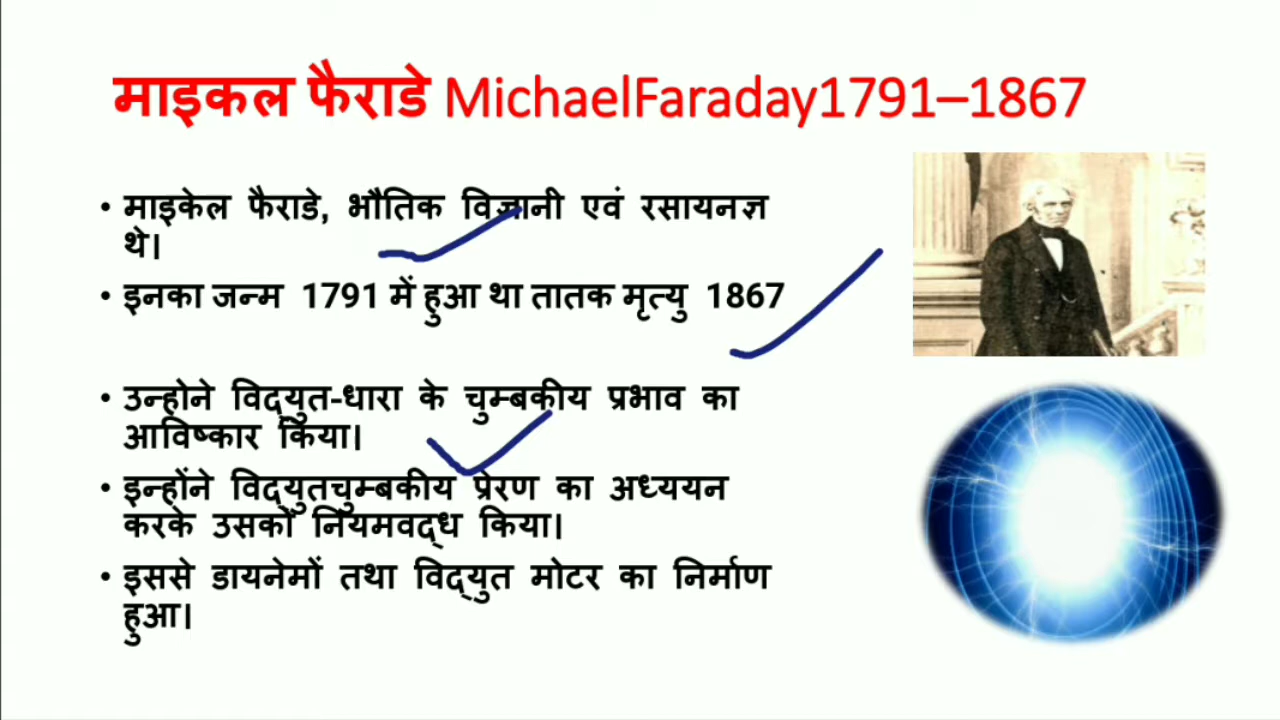 माइकल फैराडे MichaelFaraday1791–1867
• माइकेल फैराडे, भौतिक विज्ञानी एवं रसायनज्ञ
थे।
• इनका जन्म 1791 में हुआ था तातक मृत्यु 1867
• उन्होने विद्युत-धारा के चुम्बकीय प्रभाव का
आविष्कार किया।
• इन्होंने विद्युतचुम्बकीय प्रेरण का अध्ययन
करके उसको नियमवद्ध किया।
• इससे डायनेमों तथा विद्युत मोटर का निर्माण
हुआ।